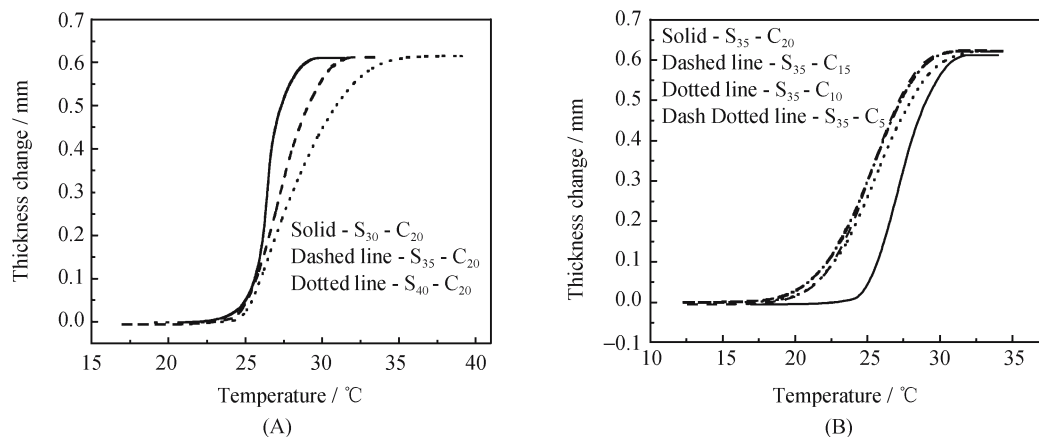 0.7
0.6
0.5
0.4
0.3
0.2
0.1
0.0
Thickness change / mm
Solid - S₃₀ - C₂₀
Dashed line - S₃₅ - C₂₀
Dotted line - S₄₀ - C₂₀
15 20 25 30 35 40
Temperature / ℃
(A)
0.7
0.6
0.5
0.4
0.3
0.2
0.1
0.0
–0.1
Thickness change / mm
Solid - S₃₅ - C₂₀
Dashed line - S₃₅ - C₁₅
Dotted line - S₃₅ - C₁₀
Dash Dotted line - S₃₅ - C₅
10 15 20 25 30 35
Temperature / ℃
(B)